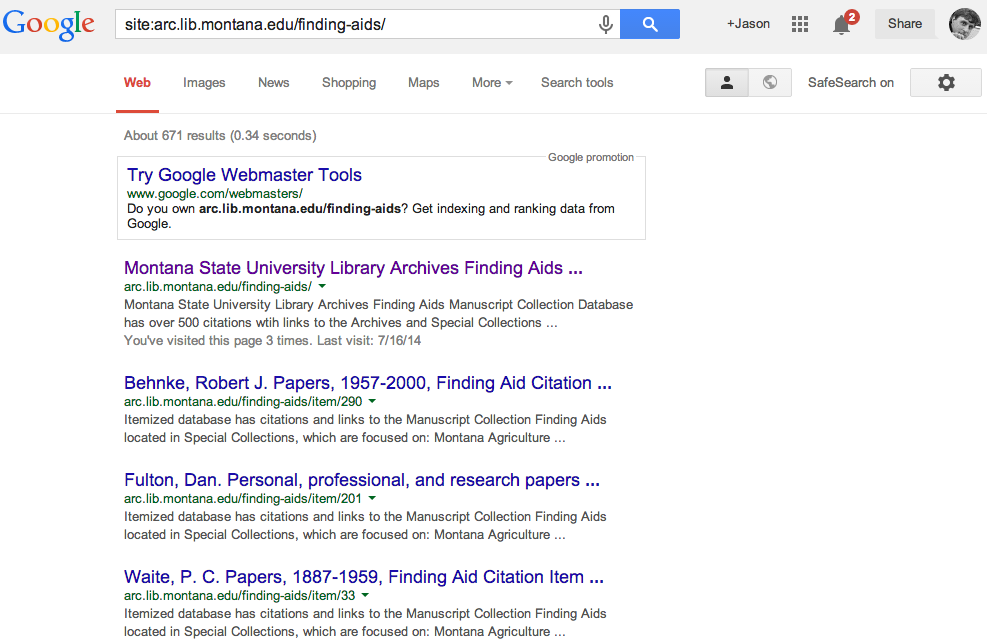 Google
site:arc.lib.montana.edu/finding-aids/
+Jason
2
Share
Web Images News Shopping Maps More Search tools
SafeSearch on
About 671 results (0.34 seconds)
Google promotion
Try Google Webmaster Tools
www.google.com/webmasters/
Do you own arc.lib.montana.edu/finding-aids? Get indexing and ranking data from
Google.
Montana State University Library Archives Finding Aids ...
arc.lib.montana.edu/finding-aids/
Montana State University Library Archives Finding Aids Manuscript Collection Database
has over 500 citations wtih links to the Archives and Special Collections ...
You've visited this page 3 times. Last visit: 7/16/14
Behnke, Robert J. Papers, 1957-2000, Finding Aid Citation ...
arc.lib.montana.edu/finding-aids/item/290
Itemized database has citations and links to the Manuscript Collection Finding Aids
located in Special Collections, which are focused on: Montana Agriculture ...
Fulton, Dan. Personal, professional, and research papers ...
arc.lib.montana.edu/finding-aids/item/201
Itemized database has citations and links to the Manuscript Collection Finding Aids
located in Special Collections, which are focused on: Montana Agriculture ...
Waite, P. C. Papers, 1887-1959, Finding Aid Citation Item ...
arc.lib.montana.edu/finding-aids/item/33
Itemized database has citations and links to the Manuscript Collection Finding Aids
located in Special Collections, which are focused on: Montana Agriculture ...